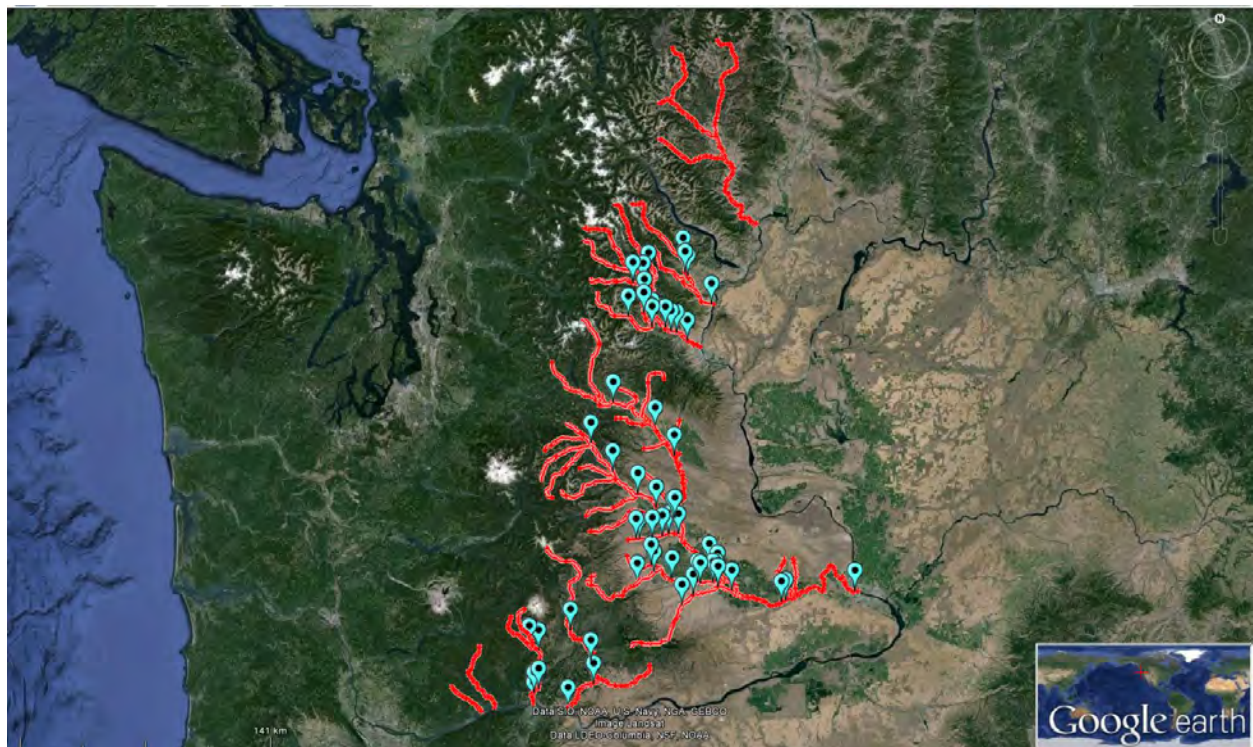 N
Data SIO, NOAA, U.S. Navy, NGA, GEBCO
Image Landsat
Data LDEO-Columbia, NSF, NOAA
141 km
Google earth